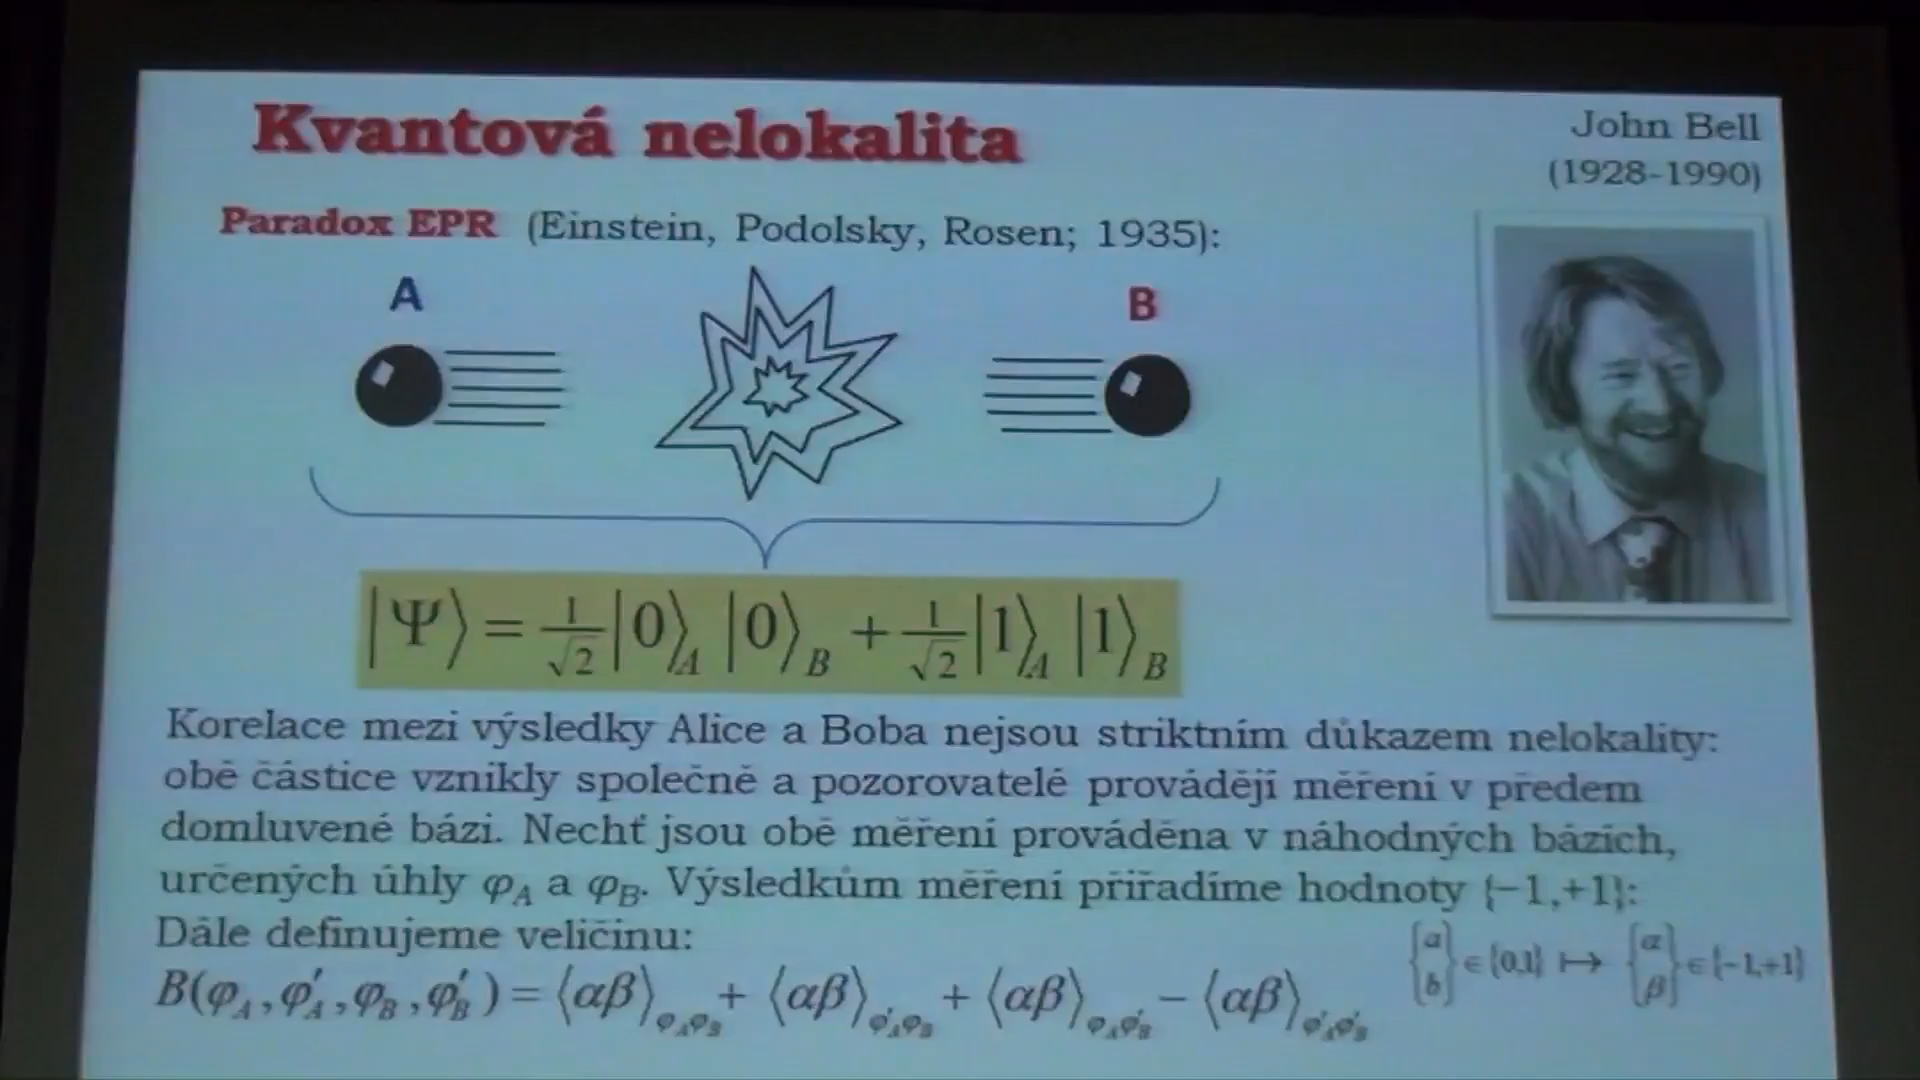 Kvantová nelokalita
John Bell
(1928-1990)
Paradox EPR (Einstein, Podolsky, Rosen; 1935):
A
B
|Ψ⟩ = 1/√2 |0⟩_A |0⟩_B + 1/√2 |1⟩_A |1⟩_B
Korelace mezi výsledky Alice a Boba nejsou striktním důkazem nelokality:
obě částice vznikly společně a pozorovatelé provádějí měření v předem
domluvené bázi. Nechť jsou obě měření prováděna v náhodných bázích,
určených úhly φ_A a φ_B. Výsledkům měření přiřadíme hodnoty {−1,+1}:
Dále definujeme veličinu:
{a b} ∈ {0,1} ↦ {α β} ∈ {−1,+1}
B(φ_A, φ′_A, φ_B, φ′_B) = ⟨αβ⟩_φ_Aφ_B + ⟨αβ⟩_φ′_Aφ_B + ⟨αβ⟩_φ_Aφ′_B − ⟨αβ⟩_φ′_Aφ′_B